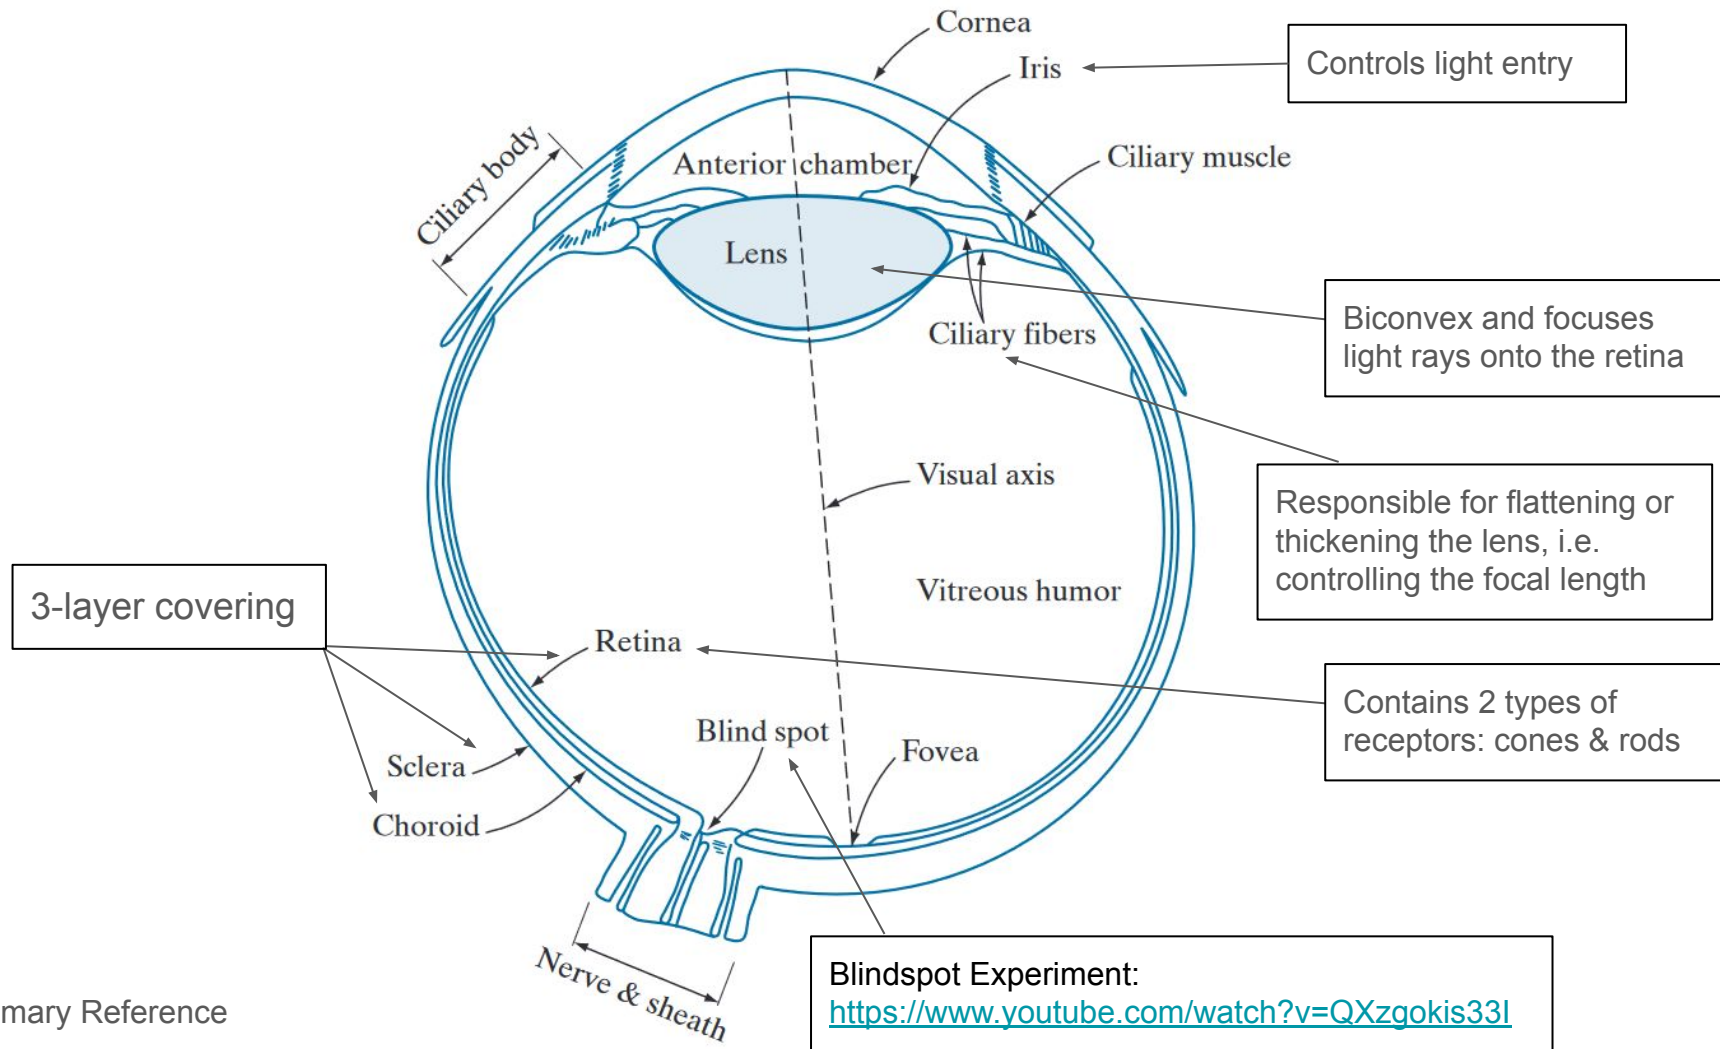 Cornea
Iris
Controls light entry
Ciliary body
Anterior chamber
Ciliary muscle
Lens
Ciliary fibers
Biconvex and focuses
light rays onto the retina
Visual axis
Responsible for flattening or
thickening the lens, i.e.
controlling the focal length
Vitreous humor
3-layer covering
Retina
Contains 2 types of
receptors: cones & rods
Blind spot
Fovea
Sclera
Choroid
Nerve & sheath
Blindspot Experiment:
https://www.youtube.com/watch?v=QXzgokis33I
mary Reference